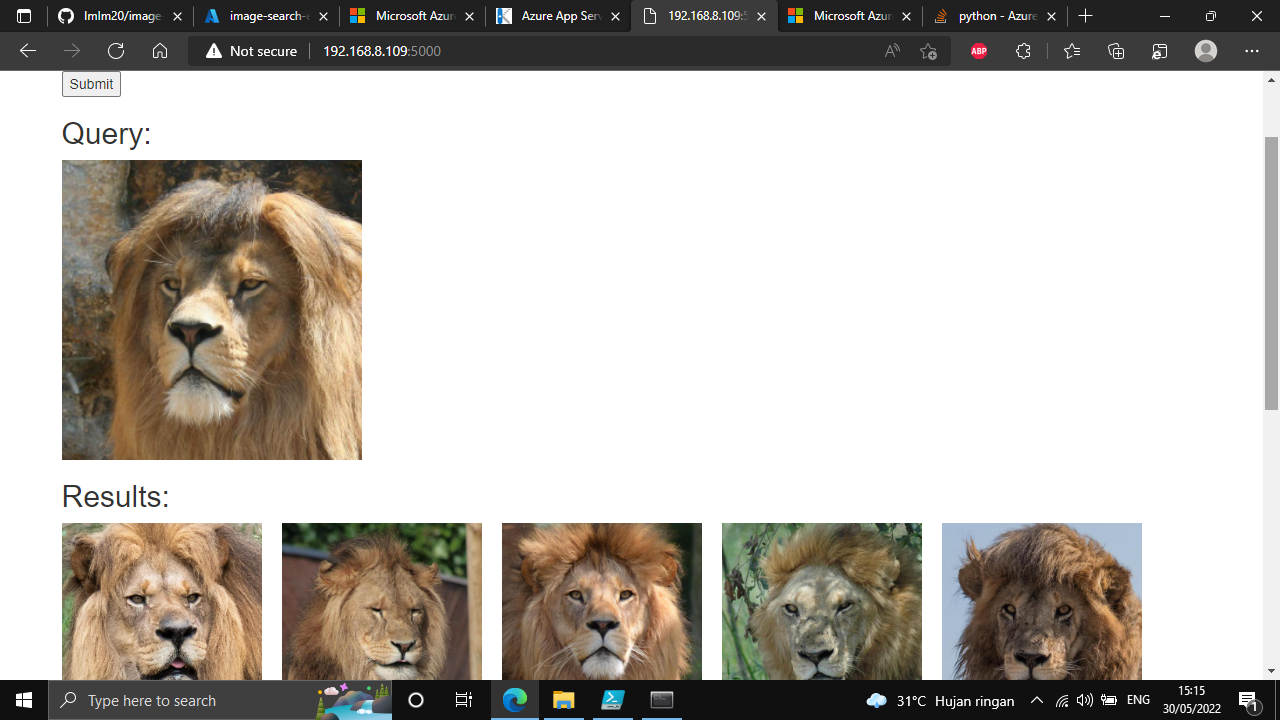 lmlm20/image-
image-search-e
Microsoft Azur
Azure App Serv
192.168.8.109:5
Microsoft Azur
python - Azure
Not secure
192.168.8.109:5000
ABP
Submit
Query:
Results:
Type here to search
31°C Hujan ringan
ENG
15:15
30/05/2022
1